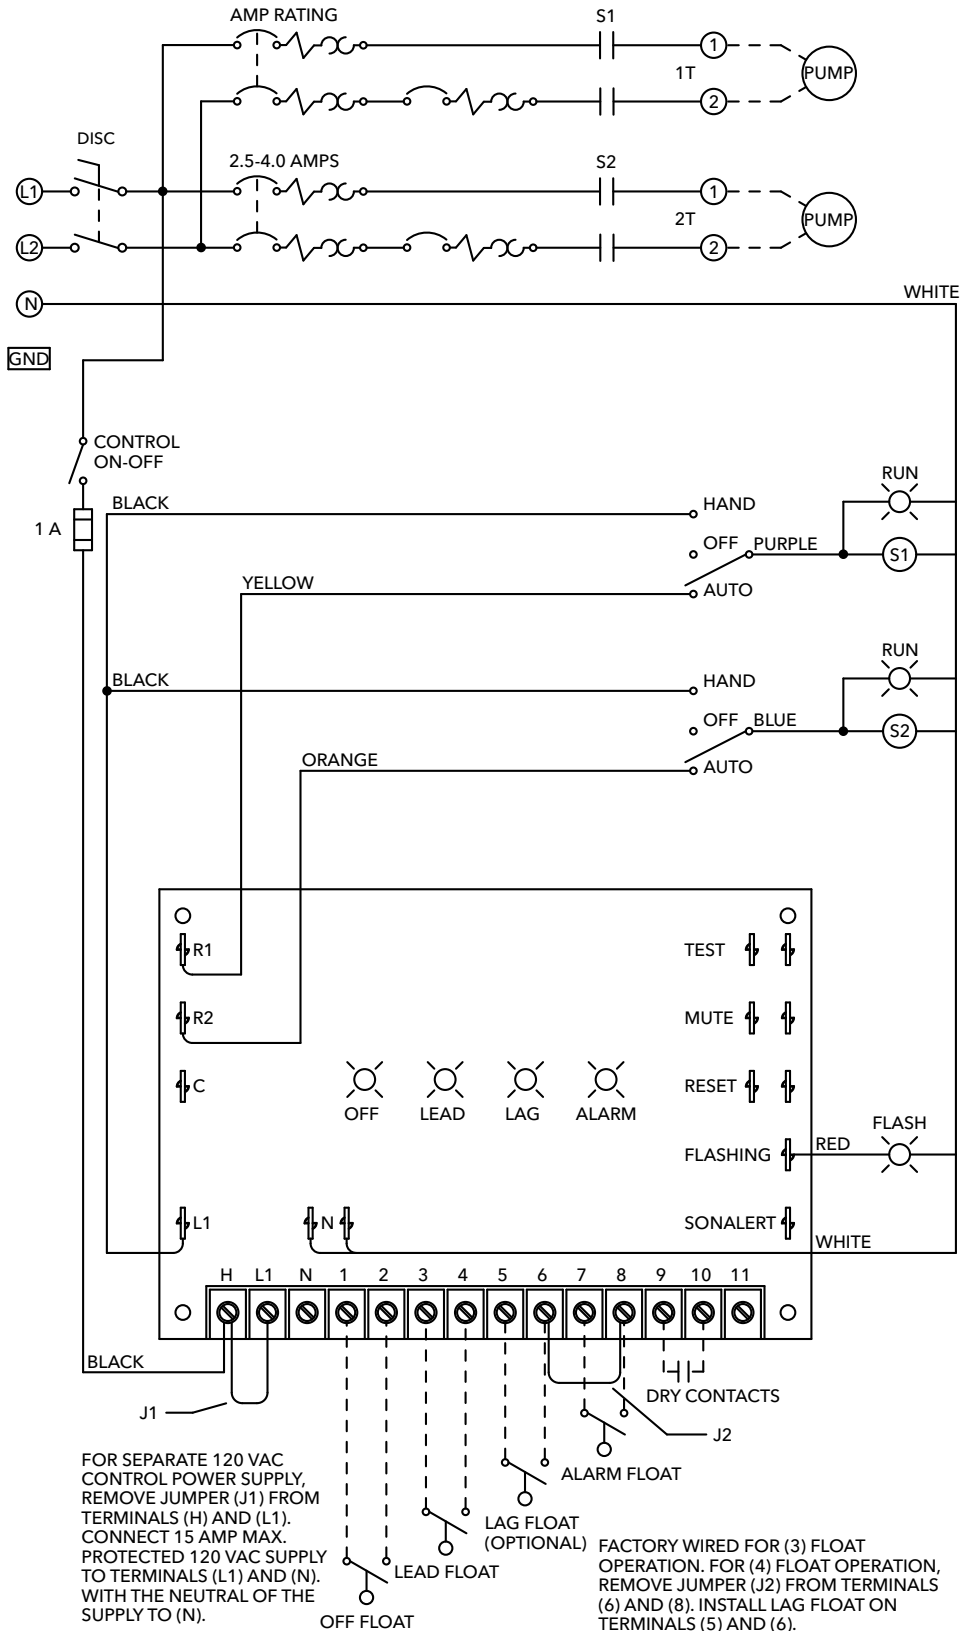 AMP RATING
S1
1
1T
PUMP
2
DISC
2.5-4.0 AMPS
S2
L1
1
2T
PUMP
L2
2
N
WHITE
GND
CONTROL
ON-OFF
1 A
BLACK
HAND
RUN
OFF
PURPLE
S1
YELLOW
AUTO
RUN
BLACK
HAND
OFF
BLUE
S2
ORANGE
AUTO
R1
TEST
R2
MUTE
C
RESET
OFF
LEAD
LAG
ALARM
FLASHING
RED
FLASH
L1
N
SONALERT
WHITE
H L1 N 1 2 3 4 5 6 7 8 9 10 11
BLACK
J1
DRY CONTACTS
J2
ALARM FLOAT
LAG FLOAT
(OPTIONAL)
LEAD FLOAT
OFF FLOAT
FOR SEPARATE 120 VAC
CONTROL POWER SUPPLY,
REMOVE JUMPER (J1) FROM
TERMINALS (H) AND (L1).
CONNECT 15 AMP MAX.
PROTECTED 120 VAC SUPPLY
TO TERMINALS (L1) AND (N).
WITH THE NEUTRAL OF THE
SUPPLY TO (N).
FACTORY WIRED FOR (3) FLOAT
OPERATION. FOR (4) FLOAT OPERATION,
REMOVE JUMPER (J2) FROM TERMINALS
(6) AND (8). INSTALL LAG FLOAT ON
TERMINALS (5) AND (6).